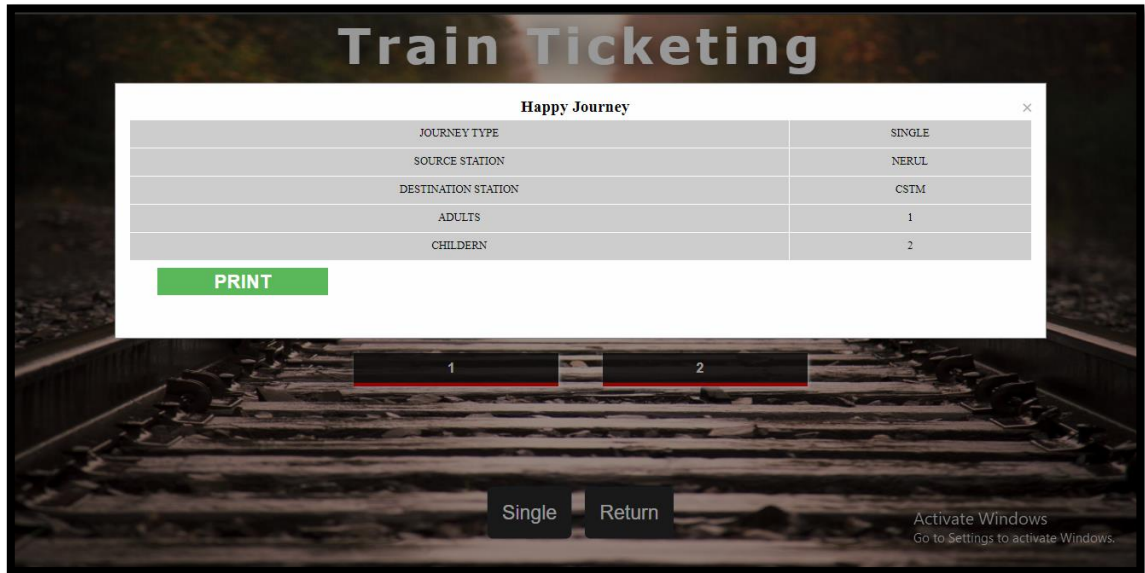 Train Ticketing
Happy Journey ×
JOURNEY TYPE SINGLE
SOURCE STATION NERUL
DESTINATION STATION CSTM
ADULTS 1
CHILDERN 2
PRINT
1 2
Single Return
Activate Windows
Go to Settings to activate Windows.